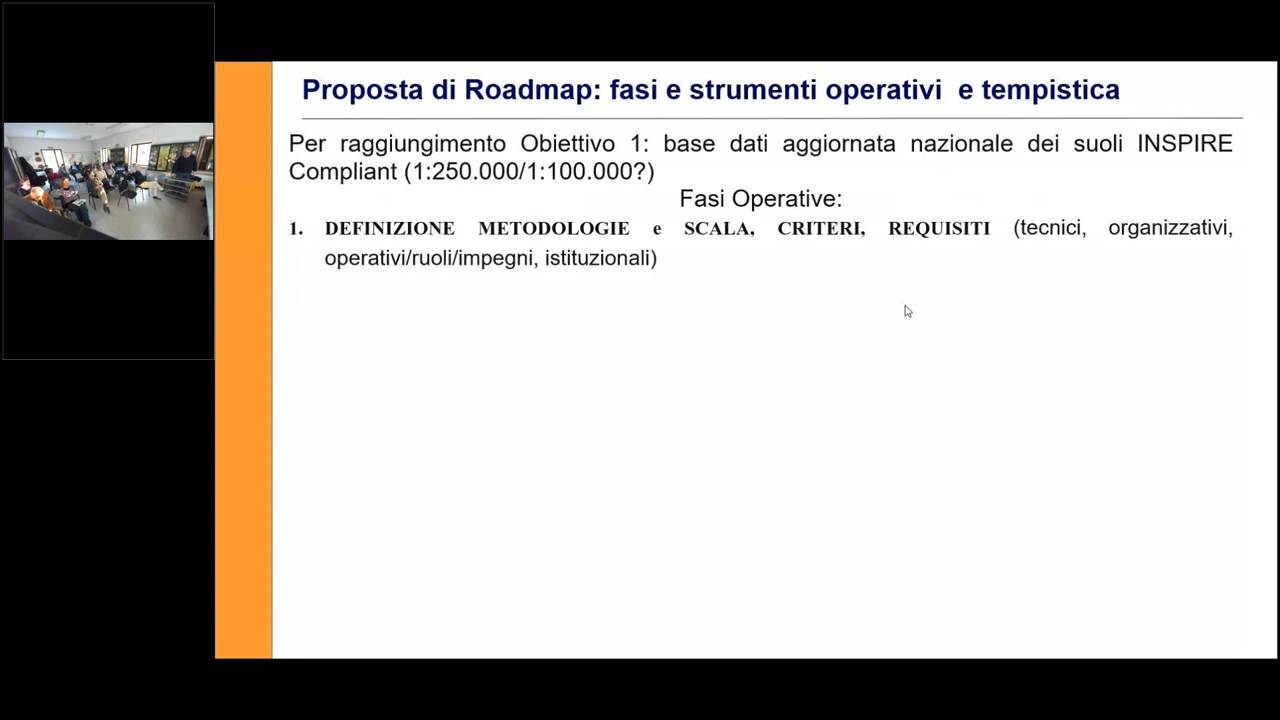 Proposta di Roadmap: fasi e strumenti operativi  e tempistica
Per raggiungimento Obiettivo 1: base dati aggiornata nazionale dei suoli INSPIRE
Compliant (1:250.000/1:100.000?)
Fasi Operative:
1. DEFINIZIONE METODOLOGIE e SCALA, CRITERI, REQUISITI (tecnici, organizzativi,
operativi/ruoli/impegni, istituzionali)